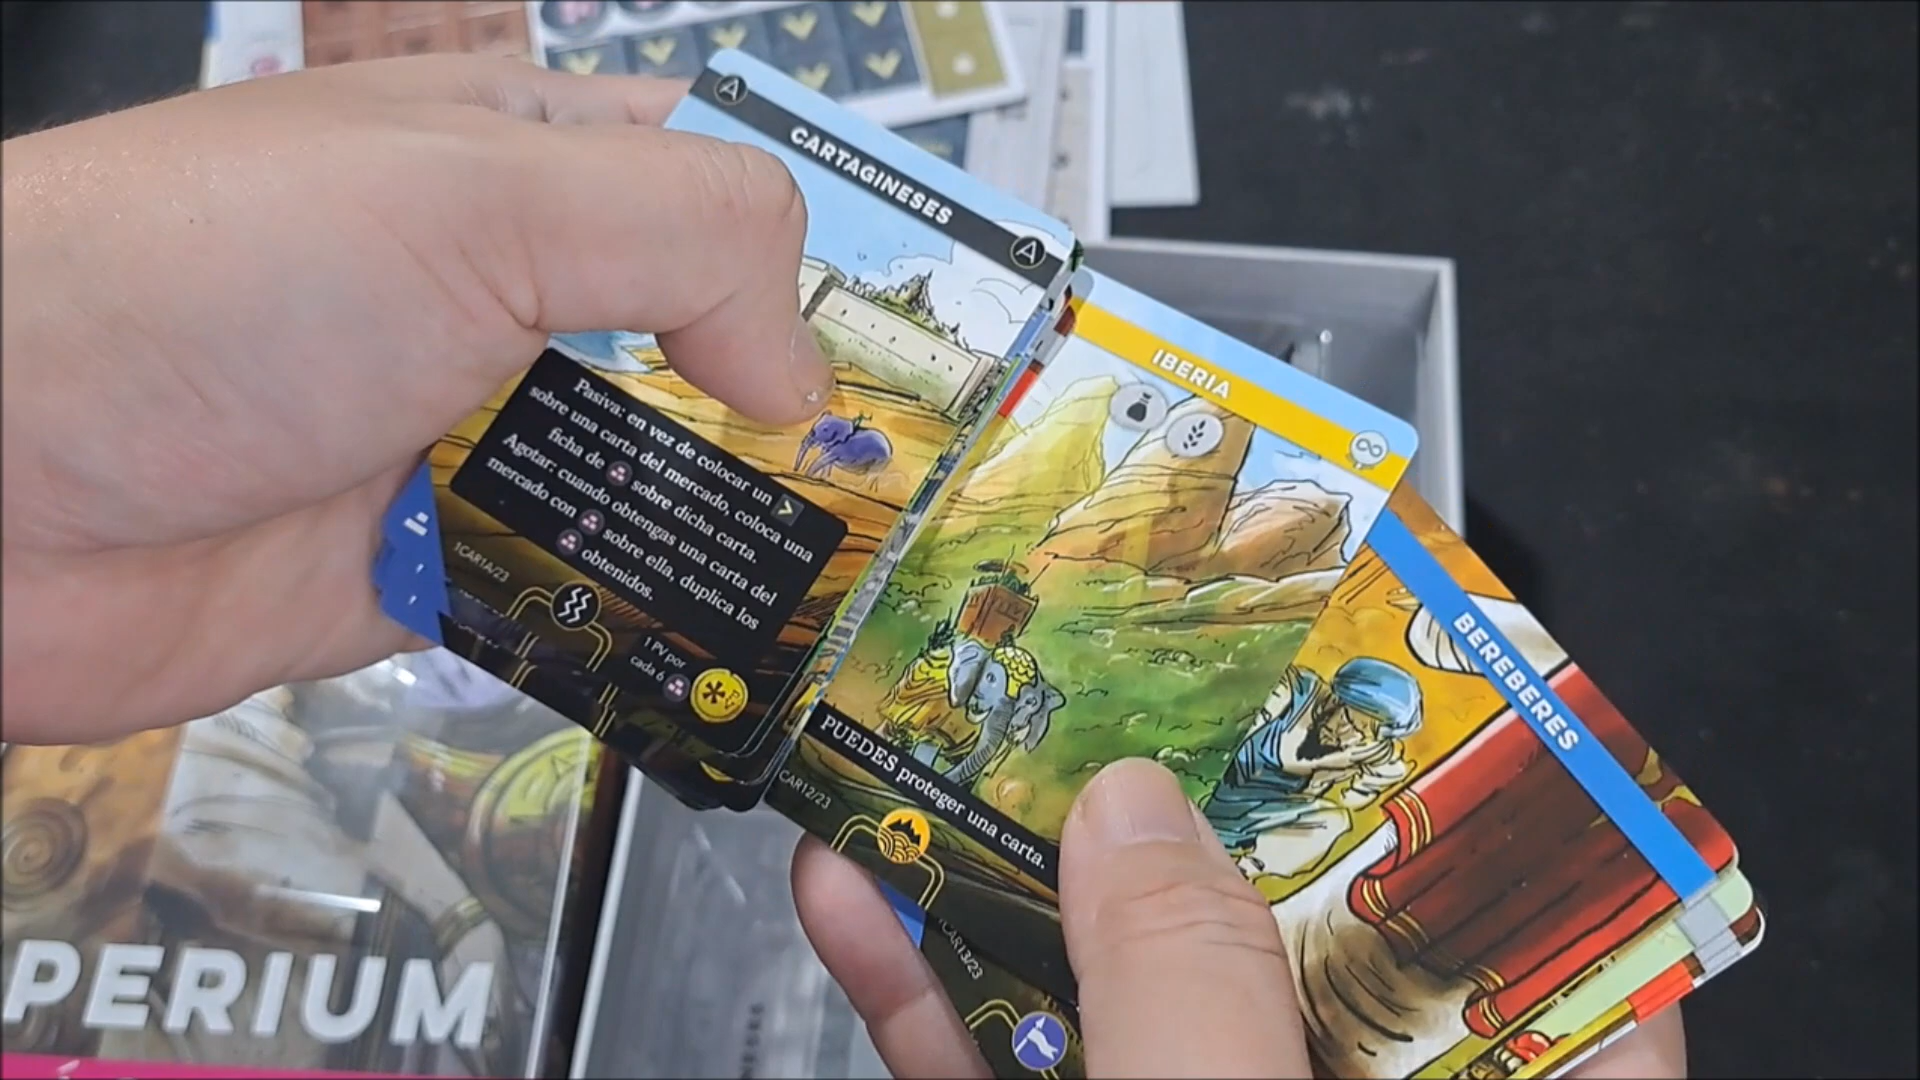 A
CARTAGINESES
A
Pasiva: en vez de colocar un
sobre una carta del mercado, coloca una
ficha de sobre dicha carta.
Agotar: cuando obtengas una carta del
mercado con sobre ella, duplica los
obtenidos.
1CAR1A/23
1 PV por
cada 6
IBERIA
PUEDES proteger una carta.
CAR12/23
BEREBERES
1CAR13/23
PERIUM